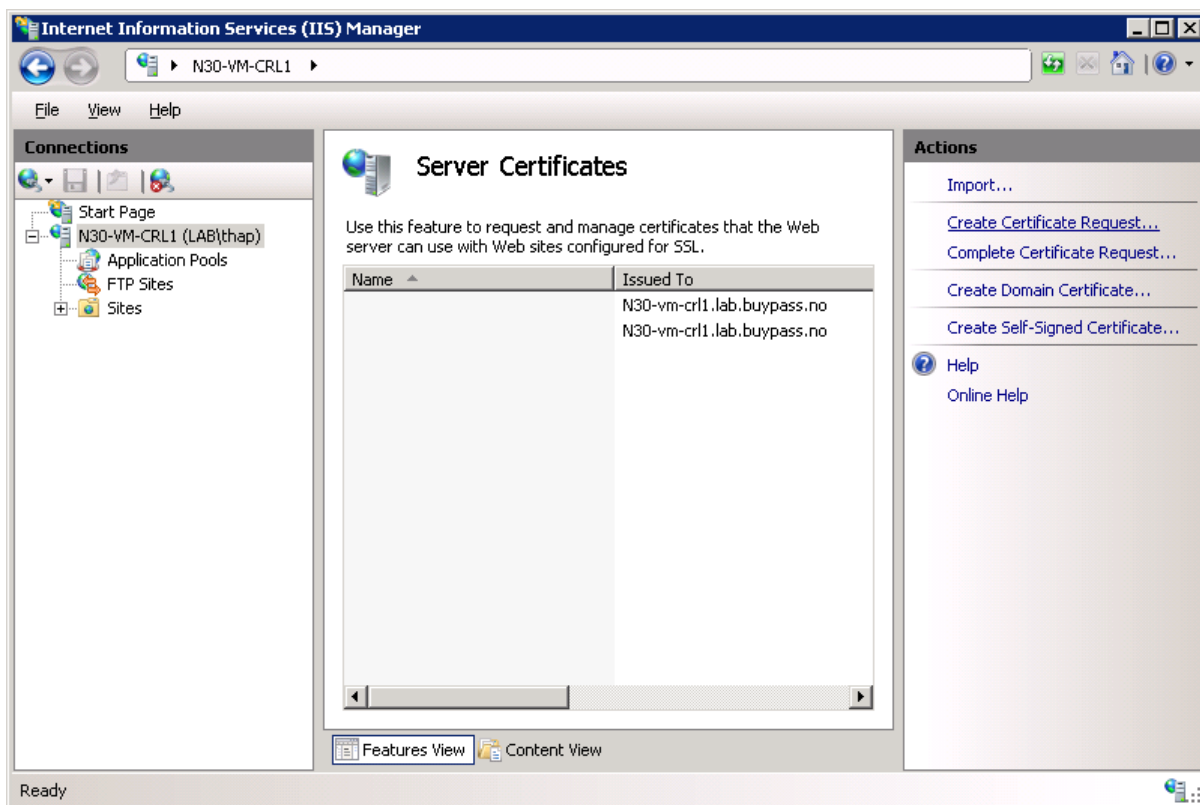 Internet Information Services (IIS) Manager
N30-VM-CRL1
File View Help
Connections
Start Page
N30-VM-CRL1 (LAB\thap)
Application Pools
FTP Sites
Sites
Server Certificates
Use this feature to request and manage certificates that the Web
server can use with Web sites configured for SSL.
Name Issued To
N30-vm-crl1.lab.buypass.no
N30-vm-crl1.lab.buypass.no
Features View Content View
Actions
Import...
Create Certificate Request...
Complete Certificate Request...
Create Domain Certificate...
Create Self-Signed Certificate...
Help
Online Help
Ready